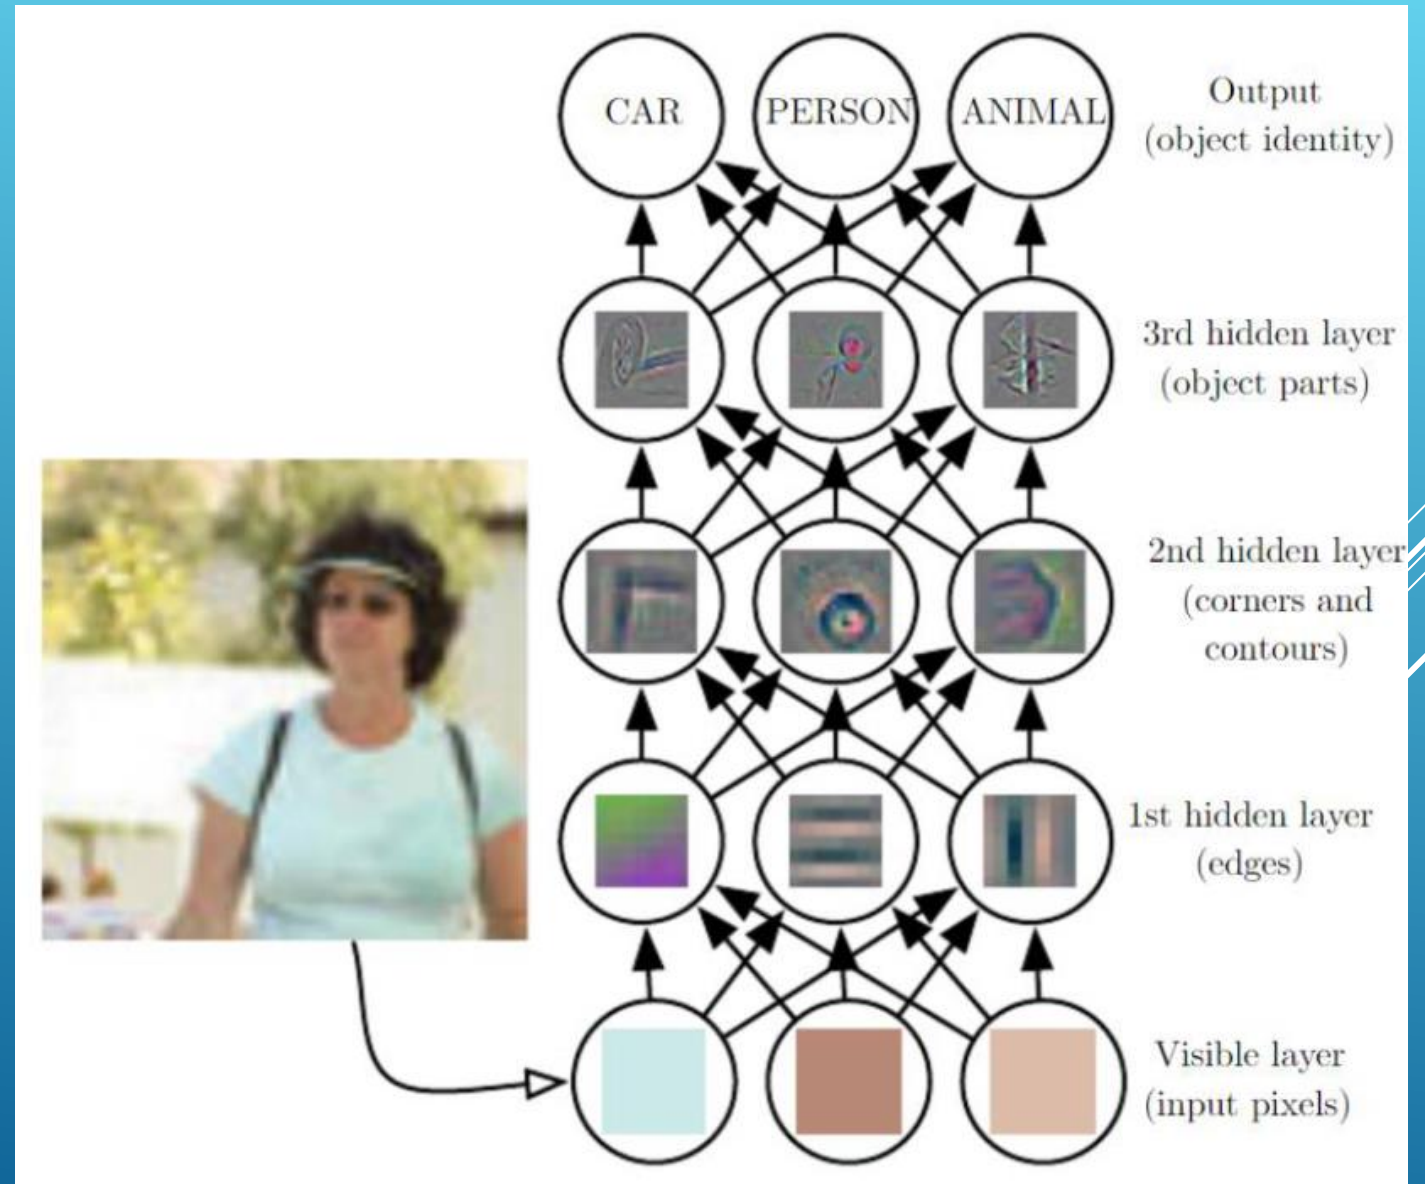 CAR
PERSON
ANIMAL
Output
(object identity)
3rd hidden layer
(object parts)
2nd hidden layer
(corners and
contours)
1st hidden layer
(edges)
Visible layer
(input pixels)